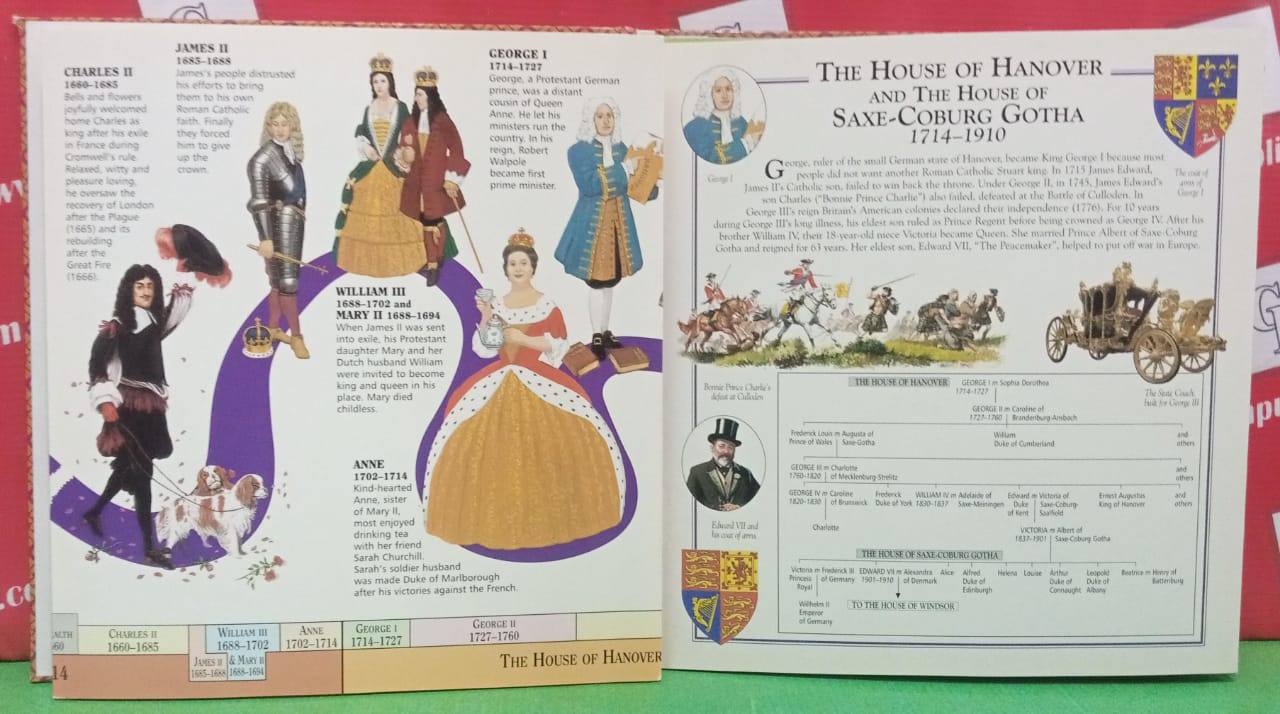 CHARLES II
1660–1685
Bells and flowers
joyfully welcomed
home Charles as
king after his exile
in France during
Cromwell's rule.
Relaxed, witty and
pleasure loving,
he oversaw the
recovery of London
after the Plague
(1665) and its
rebuilding
after the
Great Fire
(1666).
JAMES II
1685–1688
James's people distrusted
his efforts to bring
them to his own
Roman Catholic
faith. Finally
they forced
him to give
up the
crown.
WILLIAM III
1688–1702 and
MARY II 1688–1694
When James II was sent
into exile, his Protestant
daughter Mary and her
Dutch husband William
were invited to become
king and queen in his
place. Mary died
childless.
ANNE
1702–1714
Kind-hearted
Anne, sister
of Mary II,
most enjoyed
drinking tea
with her friend
Sarah Churchill.
Sarah's soldier husband
was made Duke of Marlborough
after his victories against the French.
GEORGE I
1714–1727
George, a Protestant German
prince, was a distant
cousin of Queen
Anne. He let his
ministers run the
country. In his
reign, Robert
Walpole
became first
prime minister.
ALTH
60
CHARLES II
1660–1685
JAMES II
1685–1688
WILLIAM III
1688–1702
& MARY II
1688–1694
ANNE
1702–1714
GEORGE I
1714–1727
GEORGE II
1727–1760
14
THE HOUSE OF HANOVER
THE HOUSE OF HANOVER
AND THE HOUSE OF
SAXE-COBURG GOTHA
1714–1910
George I
The coat of
arms of
George I
George, ruler of the small German state of Hanover, became King George I because most
people did not want another Roman Catholic Stuart king. In 1715 James Edward,
James II's Catholic son, failed to win back the throne. Under George II, in 1745, James Edward's
son Charles ("Bonnie Prince Charlie") also failed, defeated at the Battle of Culloden. In
George III's reign Britain's American colonies declared their independence (1776). For 10 years
during George III's long illness, his eldest son ruled as Prince Regent before being crowned as George IV. After his
brother William IV, their 18-year-old niece Victoria became Queen. She married Prince Albert of Saxe-Coburg
Gotha and reigned for 63 years. Her eldest son, Edward VII, "The Peacemaker", helped to put off war in Europe.
Bonnie Prince Charlie's
defeat at Culloden
The State Coach,
built for George III
Edward VII and
his coat of arms
THE HOUSE OF HANOVER
GEORGE I m Sophia Dorothea
1714–1727
GEORGE II m Caroline of
1727–1760 Brandenburg-Ansbach
Frederick Louis m Augusta of
Prince of Wales Saxe-Gotha
William
Duke of Cumberland
and
others
GEORGE III m Charlotte
1760–1820 of Mecklenburg-Strelitz
and
others
GEORGE IV m Caroline
1820–1830 of Brunswick
Frederick
Duke of York
WILLIAM IV m Adelaide of
1830–1837 Saxe-Meiningen
Edward m Victoria of
Duke Saxe-Coburg-
of Kent Saalfield
Ernest Augustus
King of Hanover
and
others
Charlotte
VICTORIA m Albert of
1837–1901 Saxe-Coburg Gotha
THE HOUSE OF SAXE-COBURG GOTHA
Victoria m Frederick III
Princess of Germany
Royal
EDWARD VII m Alexandra
1901–1910 of Denmark
Alice
Alfred
Duke of
Edinburgh
Helena
Louise
Arthur
Duke of
Connaught
Leopold
Duke of
Albany
Beatrice m Henry of
Battenburg
Wilhelm II
Emperor
of Germany
TO THE HOUSE OF WINDSOR